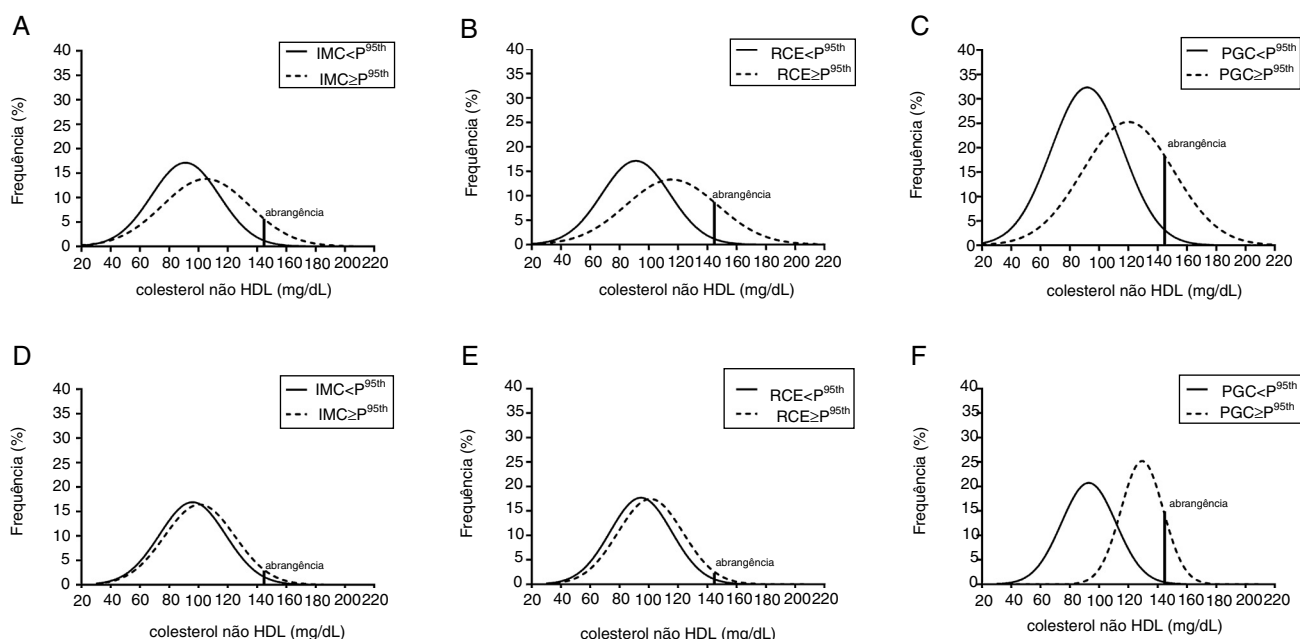 A
IMC<P95th
IMC≥P95th
Frequência (%)
40
35
30
25
20
15
10
5
0
abrangência
20 40 60 80 100 120 140 160 180 200 220
colesterol não HDL (mg/dL)
B
RCE<P95th
RCE≥P95th
Frequência (%)
40
35
30
25
20
15
10
5
0
abrangência
20 40 60 80 100 120 140 160 180 200 220
colesterol não HDL (mg/dL)
C
PGC<P95th
PGC≥P95th
Frequência (%)
40
35
30
25
20
15
10
5
0
abrangência
20 40 60 80 100 120 140 160 180 200 220
colesterol não HDL (mg/dL)
D
IMC<P95th
IMC≥P95th
Frequência (%)
40
35
30
25
20
15
10
5
0
abrangência
20 40 60 80 100 120 140 160 180 200 220
colesterol não HDL (mg/dL)
E
RCE<P95th
RCE≥P95th
Frequência (%)
40
35
30
25
20
15
10
5
0
abrangência
20 40 60 80 100 120 140 160 180 200 220
colesterol não HDL (mg/dL)
F
PGC<P95th
PGC≥P95th
Frequência (%)
40
35
30
25
20
15
10
5
0
abrangência
20 40 60 80 100 120 140 160 180 200 220
colesterol não HDL (mg/dL)